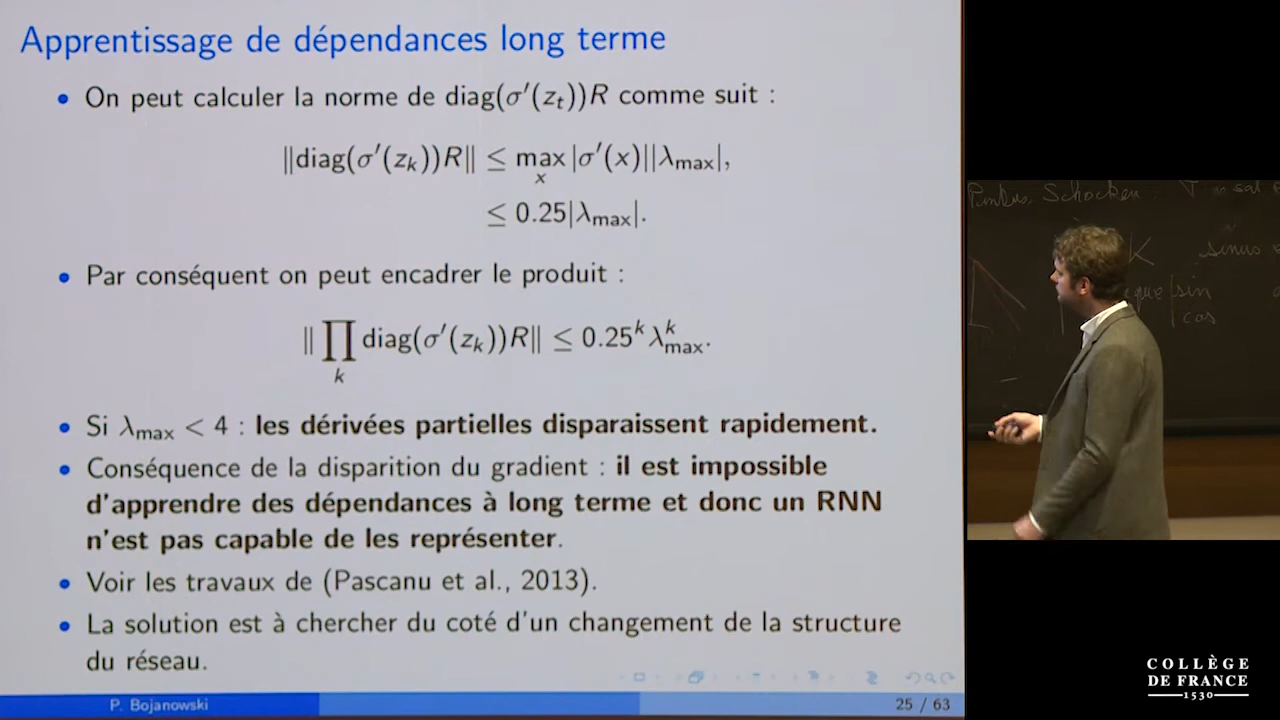 Apprentissage de dépendances long terme
• On peut calculer la norme de diag(σ′(z_t))R comme suit :
‖diag(σ′(z_k))R‖ ≤ max_x |σ′(x)||λ_max|,
≤ 0.25|λ_max|.
• Par conséquent on peut encadrer le produit :
‖ ∏_k diag(σ′(z_k))R‖ ≤ 0.25^k λ^k_max.
• Si λ_max < 4 : les dérivées partielles disparaissent rapidement.
• Conséquence de la disparition du gradient : il est impossible
d'apprendre des dépendances à long terme et donc un RNN
n'est pas capable de les représenter.
• Voir les travaux de (Pascanu et al., 2013).
• La solution est à chercher du coté d'un changement de la structure
du réseau.
P. Bojanowski
25 / 63
Schocken
K
sinus
sin
cos
COLLÈGE
DE FRANCE
1530